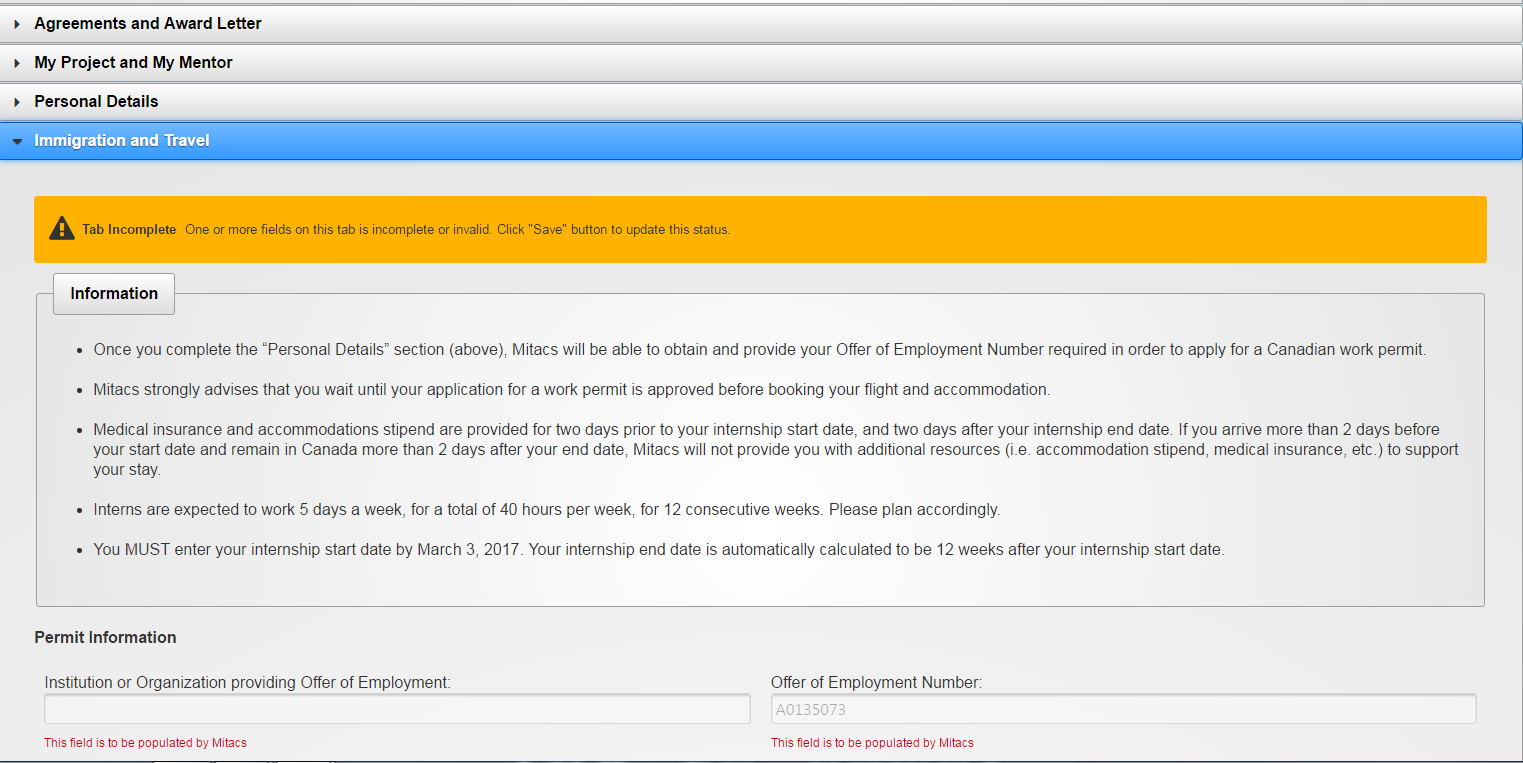 Agreements and Award Letter
My Project and My Mentor
Personal Details
Immigration and Travel
Tab Incomplete One or more fields on this tab is incomplete or invalid. Click "Save" button to update this status.
Information
Once you complete the “Personal Details” section (above), Mitacs will be able to obtain and provide your Offer of Employment Number required in order to apply for a Canadian work permit.
Mitacs strongly advises that you wait until your application for a work permit is approved before booking your flight and accommodation.
Medical insurance and accommodations stipend are provided for two days prior to your internship start date, and two days after your internship end date. If you arrive more than 2 days before
your start date and remain in Canada more than 2 days after your end date, Mitacs will not provide you with additional resources (i.e. accommodation stipend, medical insurance, etc.) to support
your stay.
Interns are expected to work 5 days a week, for a total of 40 hours per week, for 12 consecutive weeks. Please plan accordingly.
You MUST enter your internship start date by March 3, 2017. Your internship end date is automatically calculated to be 12 weeks after your internship start date.
Permit Information
Institution or Organization providing Offer of Employment:
Offer of Employment Number:
A0135073
This field is to be populated by Mitacs
This field is to be populated by Mitacs